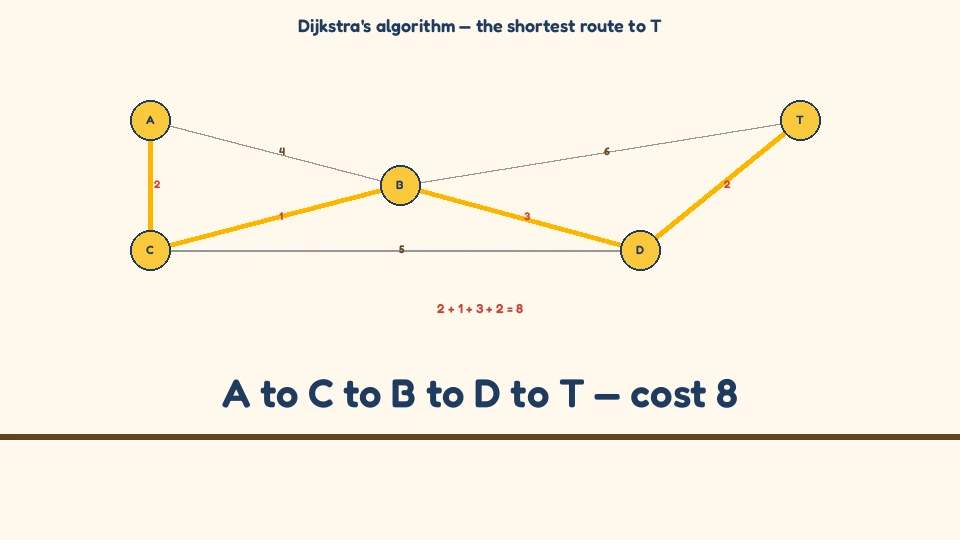 Dijkstra's algorithm — the shortest route to T
A
T
4
6
B
2
2
1
3
C
5
D
2 + 1 + 3 + 2 = 8
A to C to B to D to T — cost 8